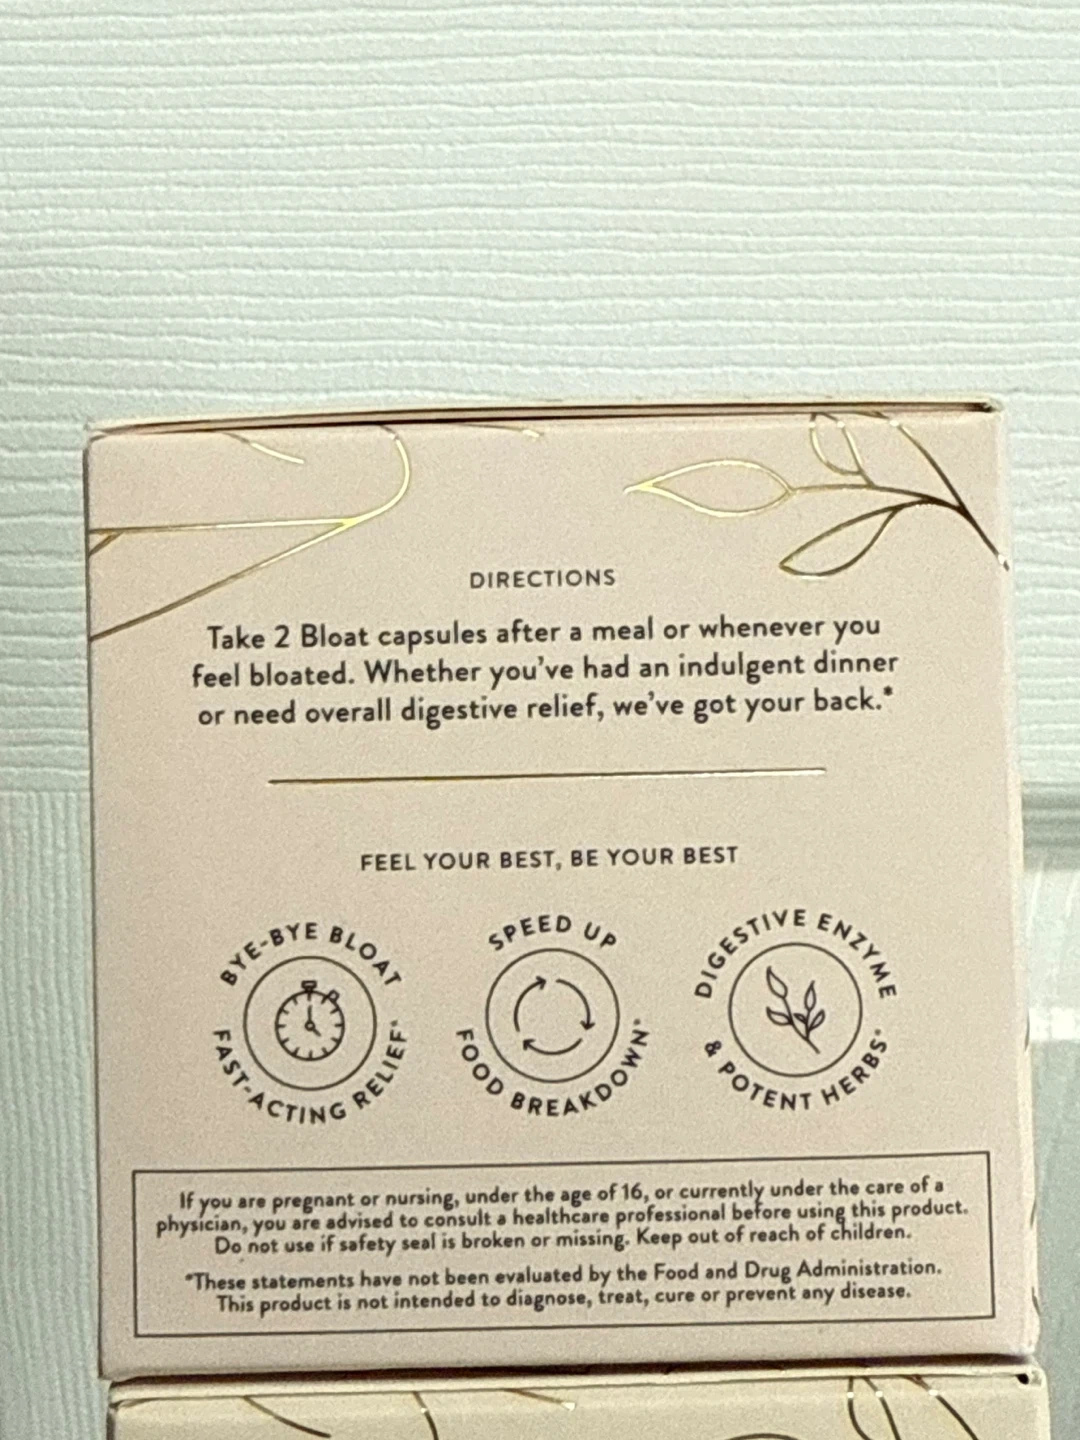 DIRECTIONS
Take 2 Bloat capsules after a meal or whenever you
feel bloated. Whether you've had an indulgent dinner
or need overall digestive relief, we've got your back.*
FEEL YOUR BEST, BE YOUR BEST
BYE-BYE BLOAT
FAST-ACTING RELIEF*
SPEED UP
FOOD BREAKDOWN*
DIGESTIVE ENZYME
& POTENT HERBS*
If you are pregnant or nursing, under the age of 16, or currently under the care of a
physician, you are advised to consult a healthcare professional before using this product.
Do not use if safety seal is broken or missing. Keep out of reach of children.
*These statements have not been evaluated by the Food and Drug Administration.
This product is not intended to diagnose, treat, cure or prevent any disease.